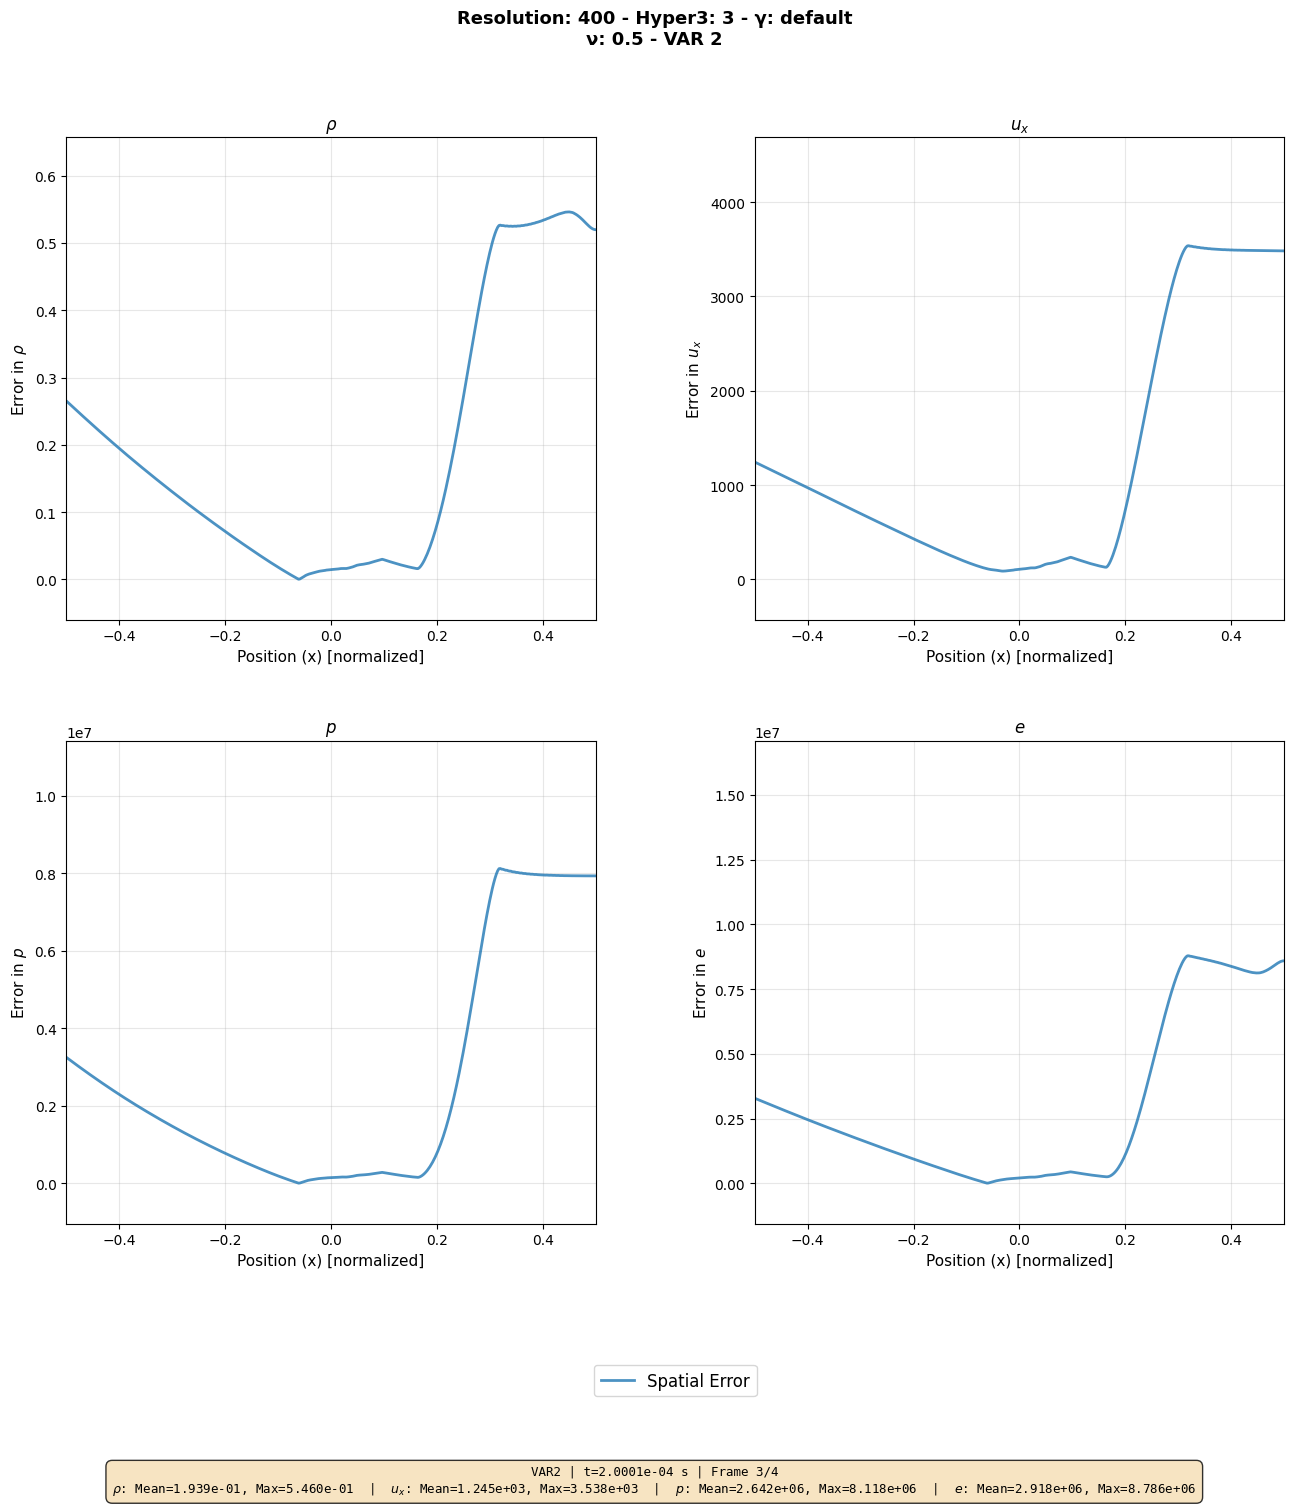 Resolution: 400 - Hyper3: 3 - γ: default
ν: 0.5 - VAR 2
ρ
0.6
0.5
0.4
0.3
0.2
0.1
0.0
Error in ρ
−0.4 −0.2 0.0 0.2 0.4
Position (x) [normalized]
u_x
4000
3000
2000
1000
0
Error in u_x
−0.4 −0.2 0.0 0.2 0.4
Position (x) [normalized]
p
1e7
1.0
0.8
0.6
0.4
0.2
0.0
Error in p
−0.4 −0.2 0.0 0.2 0.4
Position (x) [normalized]
e
1e7
1.50
1.25
1.00
0.75
0.50
0.25
0.00
Error in e
−0.4 −0.2 0.0 0.2 0.4
Position (x) [normalized]
Spatial Error
VAR2 | t=2.0001e-04 s | Frame 3/4
ρ: Mean=1.939e-01, Max=5.460e-01 | u_x: Mean=1.245e+03, Max=3.538e+03 | p: Mean=2.642e+06, Max=8.118e+06 | e: Mean=2.918e+06, Max=8.786e+06